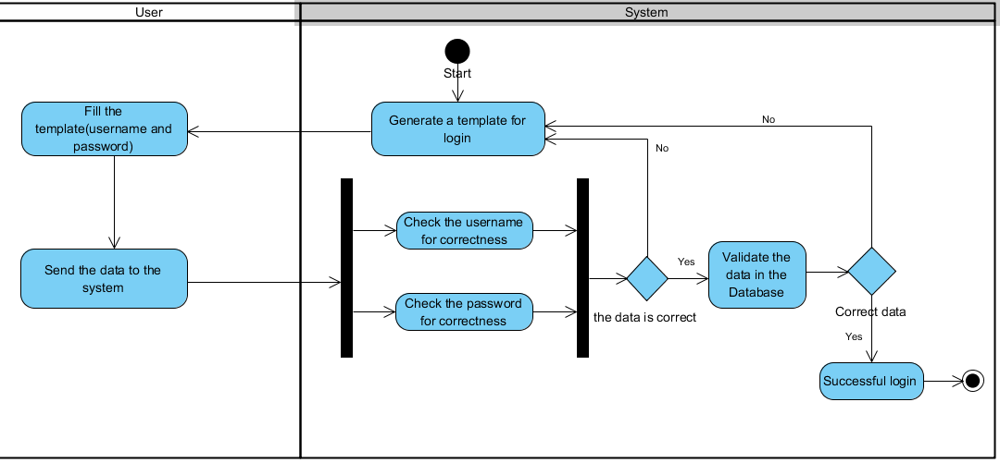 User
System
Start
Fill the
template(username and
password)
Generate a template for
login
No
No
Check the username
for correctness
Send the data to the
system
Yes
Validate the
data in the
Database
Check the password
for correctness
the data is correct
Correct data
Yes
Successful login